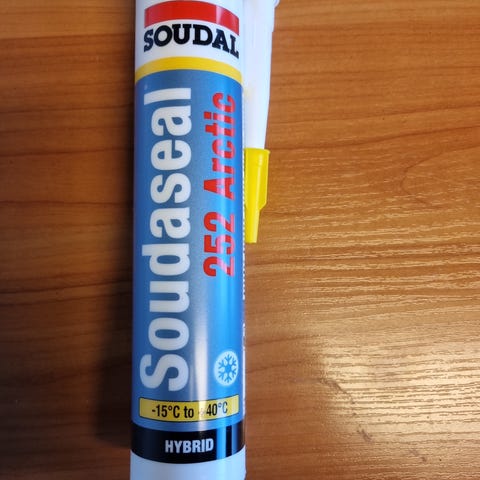 SOUDAL
Soudaseal
252 Arctic
-15°C to +40°C
HYBRID